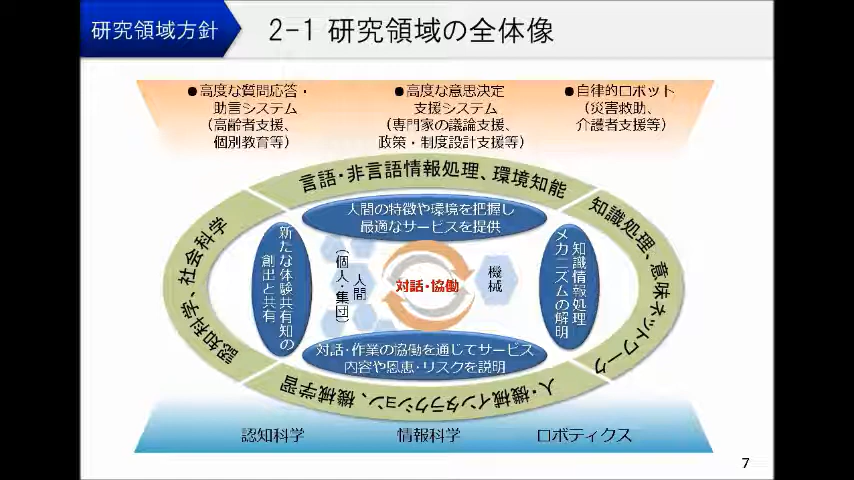 研究領域方針
2-1 研究領域の全体像
●高度な質問応答・
助言システム
(高齢者支援、
個別教育等)
●高度な意思決定
支援システム
(専門家の議論支援、
政策・制度設計支援等)
●自律的ロボット
(災害救助、
介護者支援等)
言語・非言語情報処理、環境知能
知識処理、意味ネットワーク
認知科学、社会科学
人間の特徴や環境を把握し
最適なサービスを提供
新たな体験共有知の
創出と共有
人間
(個人・集団)
対話・協働
機械
知識情報処理
メカニズムの解明
対話・作業の協働を通じてサービス
内容や恩恵・リスクを説明
人・機械インタラクション、機械学習
認知科学
情報科学
ロボティクス
7